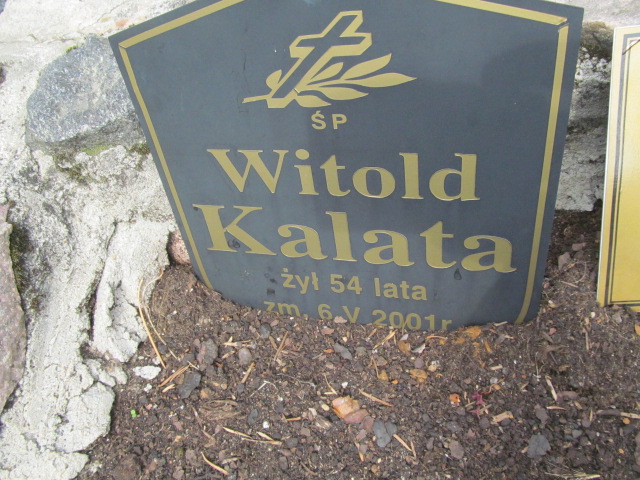 ŚP
Witold
Kalata
żył 54 lata
zm. 6.V 2001r